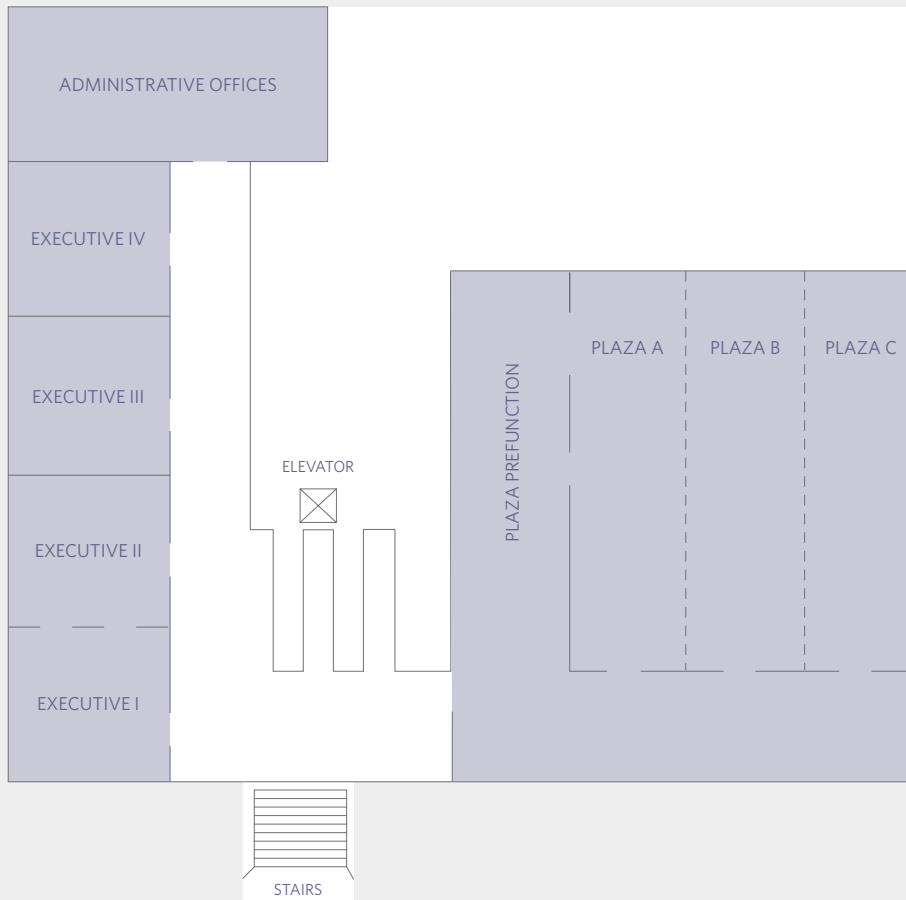 ADMINISTRATIVE OFFICES
EXECUTIVE IV
PLAZA A
PLAZA B
PLAZA C
EXECUTIVE III
PLAZA PREFUNCTION
ELEVATOR
EXECUTIVE II
EXECUTIVE I
STAIRS